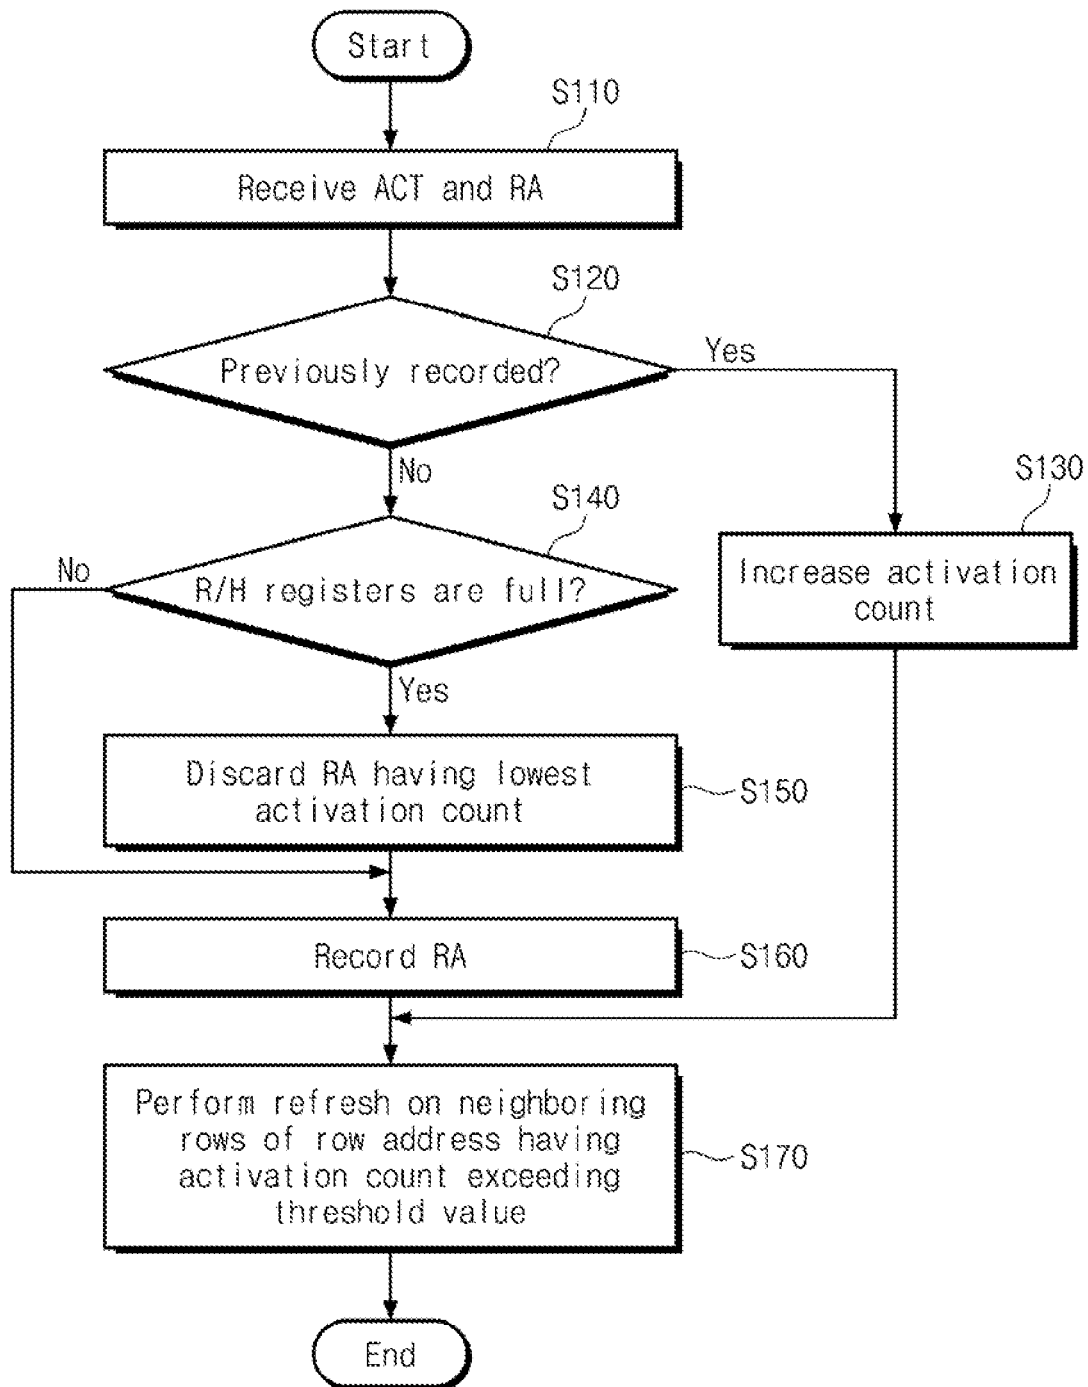 Start
S110
Receive ACT and RA
S120
Previously recorded?
Yes
No
S130
Increase activation
count
S140
No
R/H registers are full?
Yes
Discard RA having lowest
activation count
S150
Record RA
S160
Perform refresh on neighboring
rows of row address having
activation count exceeding
threshold value
S170
End